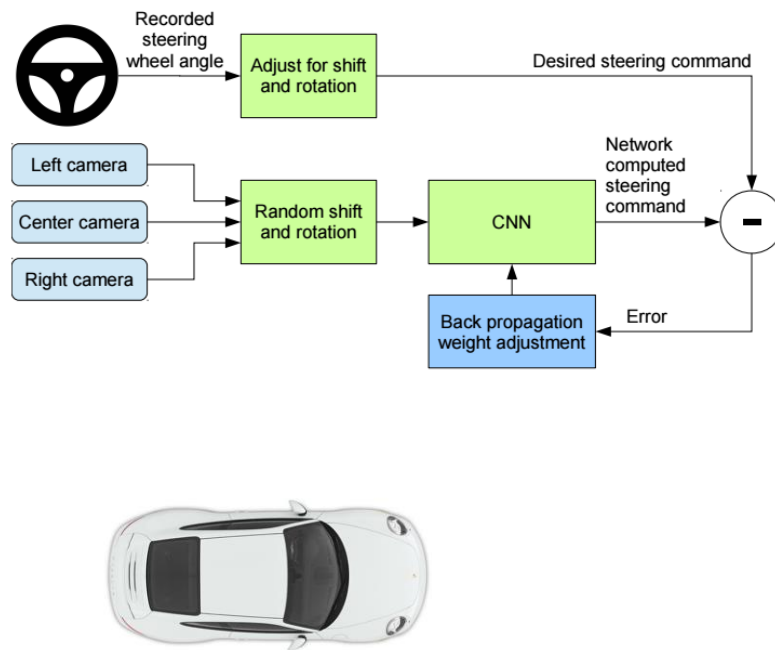 Recorded
steering
wheel angle
Adjust for shift
and rotation
Desired steering command
Left camera
Center camera
Right camera
Random shift
and rotation
CNN
Network
computed
steering
command
-
Back propagation
weight adjustment
Error